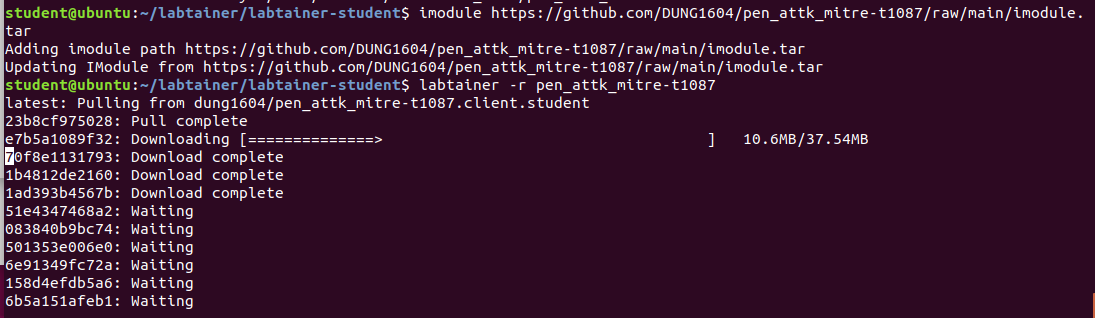 student@ubuntu:~/labtainer/labtainer-student$ imodule https://github.com/DUNG1604/pen_attk_mitre-t1087/raw/main/imodule.
tar
Adding imodule path https://github.com/DUNG1604/pen_attk_mitre-t1087/raw/main/imodule.tar
Updating IModule from https://github.com/DUNG1604/pen_attk_mitre-t1087/raw/main/imodule.tar
student@ubuntu:~/labtainer/labtainer-student$ labtainer -r pen_attk_mitre-t1087
latest: Pulling from dung1604/pen_attk_mitre-t1087.client.student
23b8cf975028: Pull complete
e7b5a1089f32: Downloading [==============>                                    ]   10.6MB/37.54MB
70f8e1131793: Download complete
1b4812de2160: Download complete
1ad393b4567b: Download complete
51e4347468a2: Waiting
083840b9bc74: Waiting
501353e006e0: Waiting
6e91349fc72a: Waiting
158d4efdb5a6: Waiting
6b5a151afeb1: Waiting